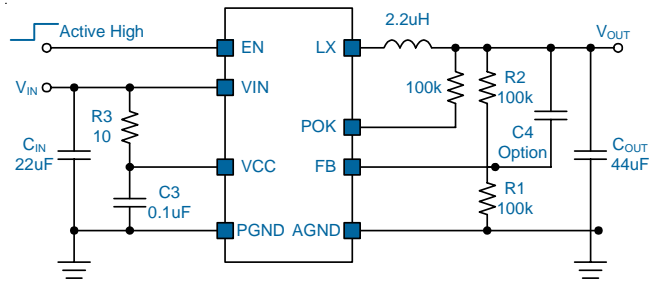 Active High
2.2uH
VOUT
EN
LX
VIN
VIN
100k
R2
100k
R3
10
POK
C4
Option
CIN
22uF
COUT
44uF
VCC
FB
C3
0.1uF
R1
100k
PGND
AGND